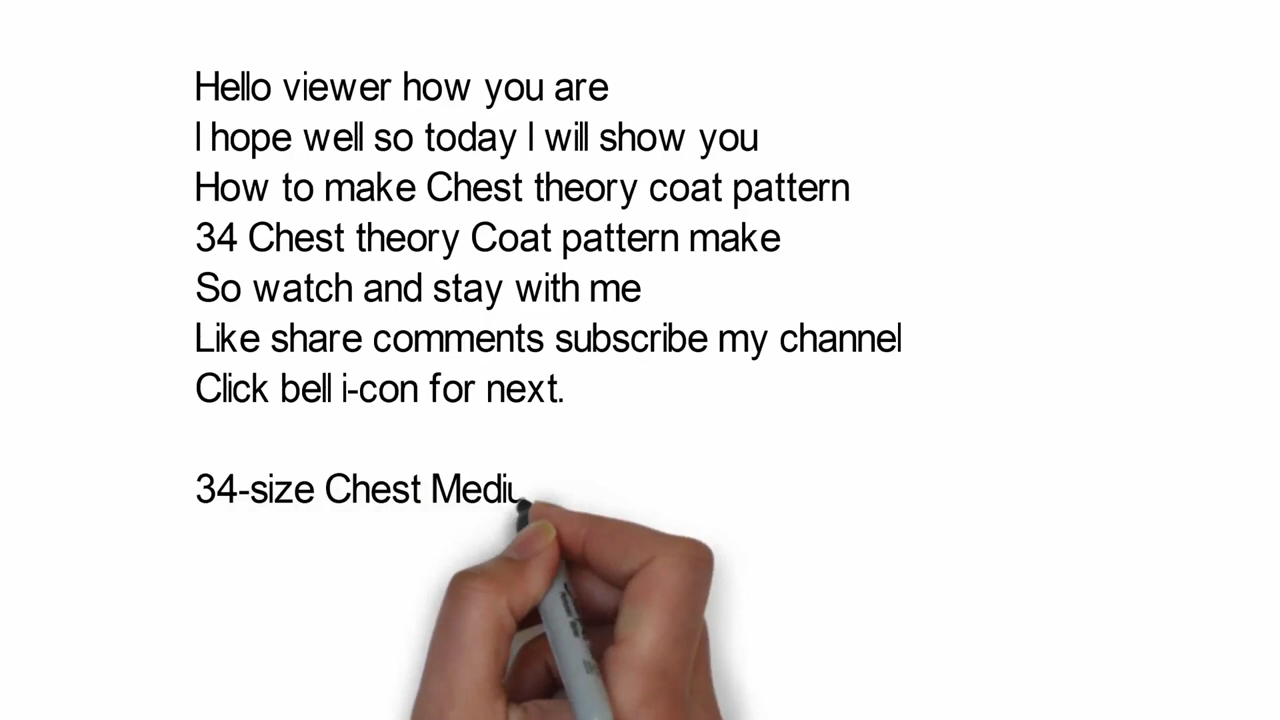 Hello viewer how you are
I hope well so today I will show you
How to make Chest theory coat pattern
34 Chest theory Coat pattern make
So watch and stay with me
Like share comments subscribe my channel
Click bell i-con for next.
34-size Chest Mediu